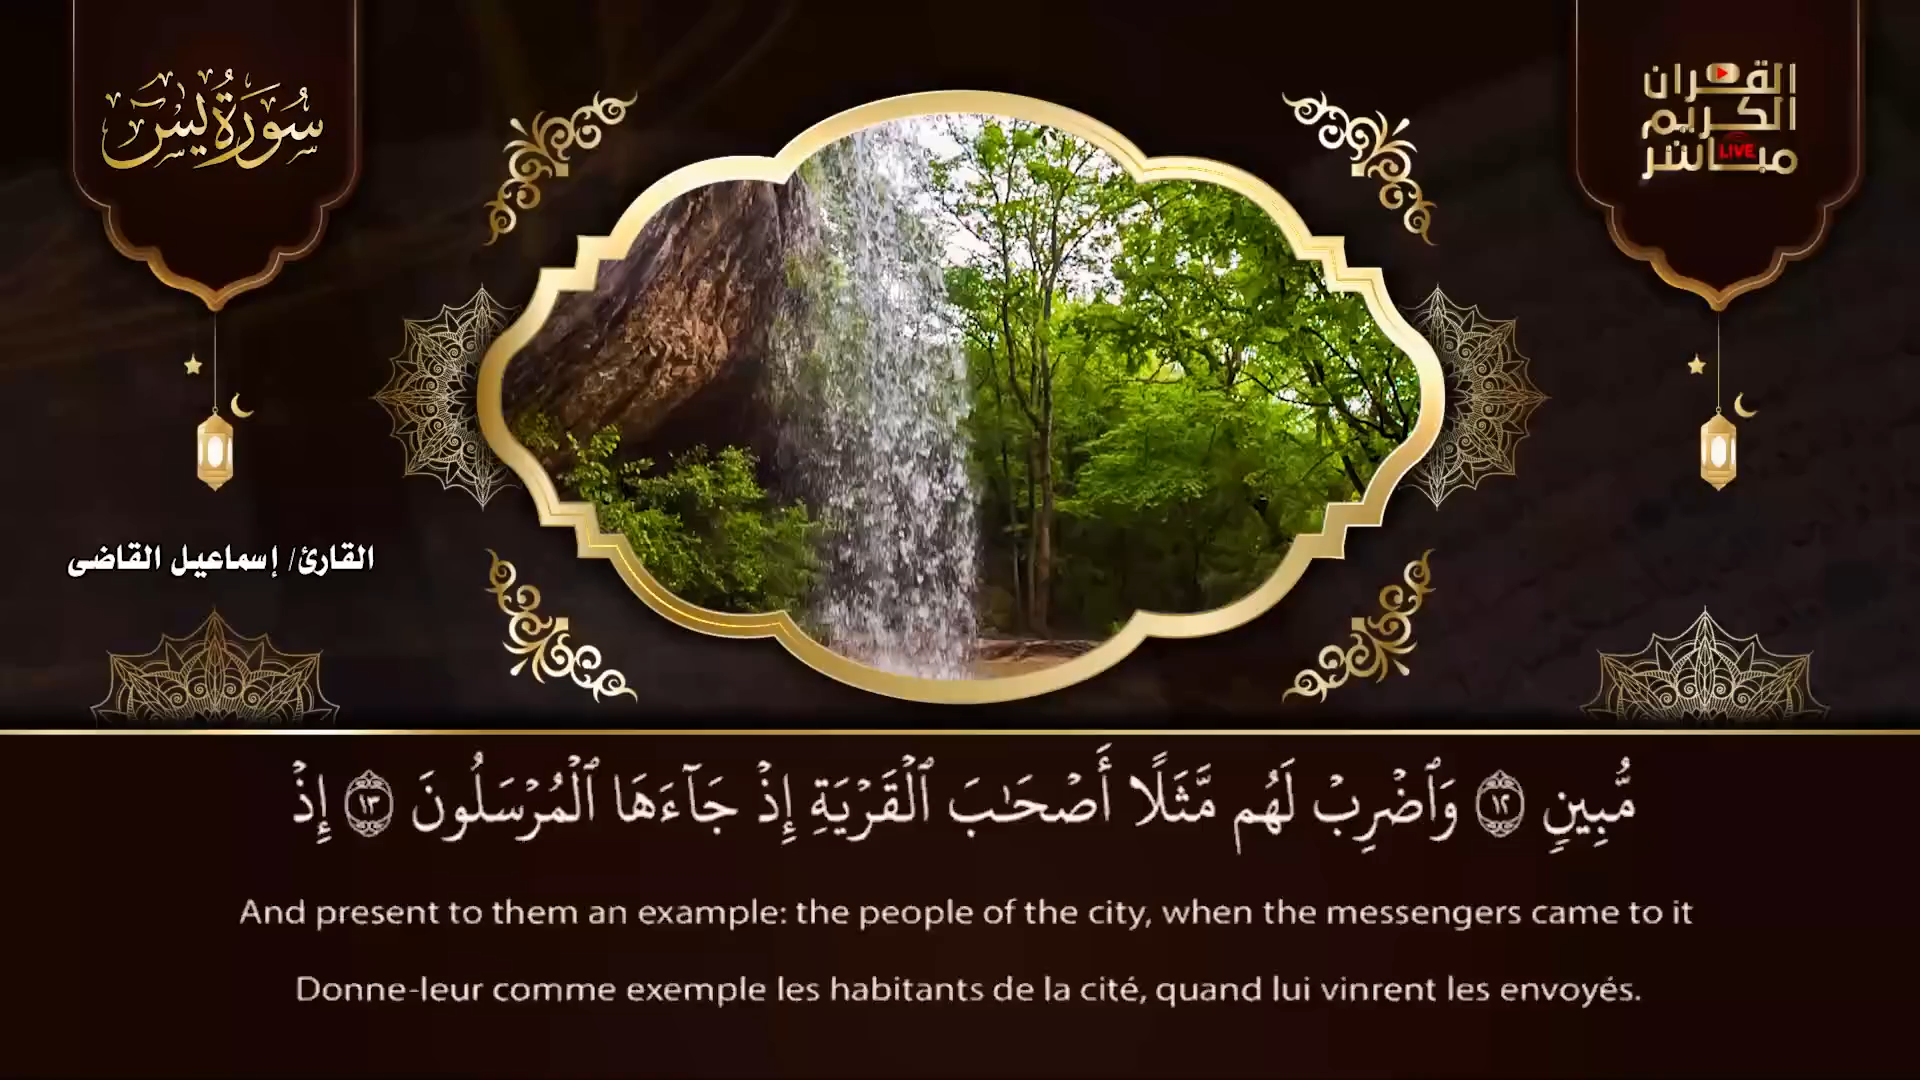 سُورَةُ يس
القرآن
الكريم
مباشر
LIVE
القارئ/ إسماعيل القاضى
مُّبِينٍ ١٢ وَٱضْرِبْ لَهُم مَّثَلًا أَصْحَٰبَ ٱلْقَرْيَةِ إِذْ جَآءَهَا ٱلْمُرْسَلُونَ ١٣ إِذْ
And present to them an example: the people of the city, when the messengers came to it
Donne-leur comme exemple les habitants de la cité, quand lui vinrent les envoyés.